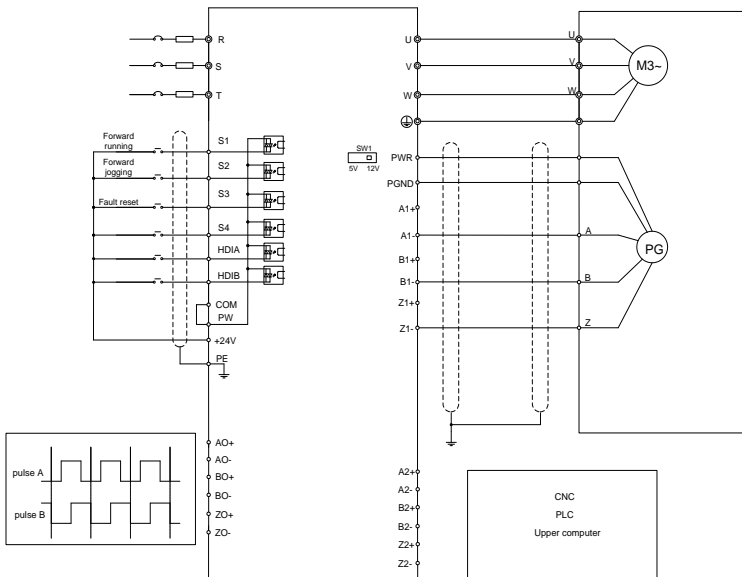 R
S
T
U
V
W
U
V
W
M3~
Forward
running
Forward
jogging
Fault reset
S1
S2
S3
S4
HDIA
HDIB
COM
PW
+24V
PE
SW1
5V 12V
PWR
PGND
A1+
A1-
B1+
B1-
Z1+
Z1-
A
B
Z
PG
pulse A
pulse B
AO+
AO-
BO+
BO-
ZO+
ZO-
A2+
A2-
B2+
B2-
Z2+
Z2-
CNC
PLC
Upper computer